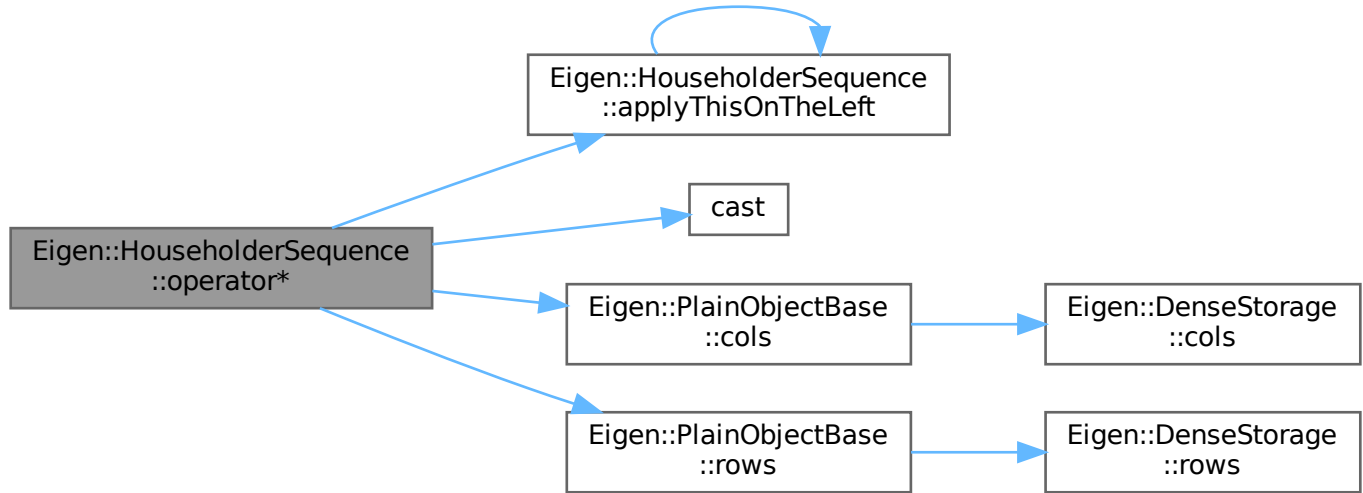 Eigen::HouseholderSequence
::applyThisOnTheLeft
cast
Eigen::HouseholderSequence
::operator*
Eigen::PlainObjectBase
::cols
Eigen::DenseStorage
::cols
Eigen::PlainObjectBase
::rows
Eigen::DenseStorage
::rows